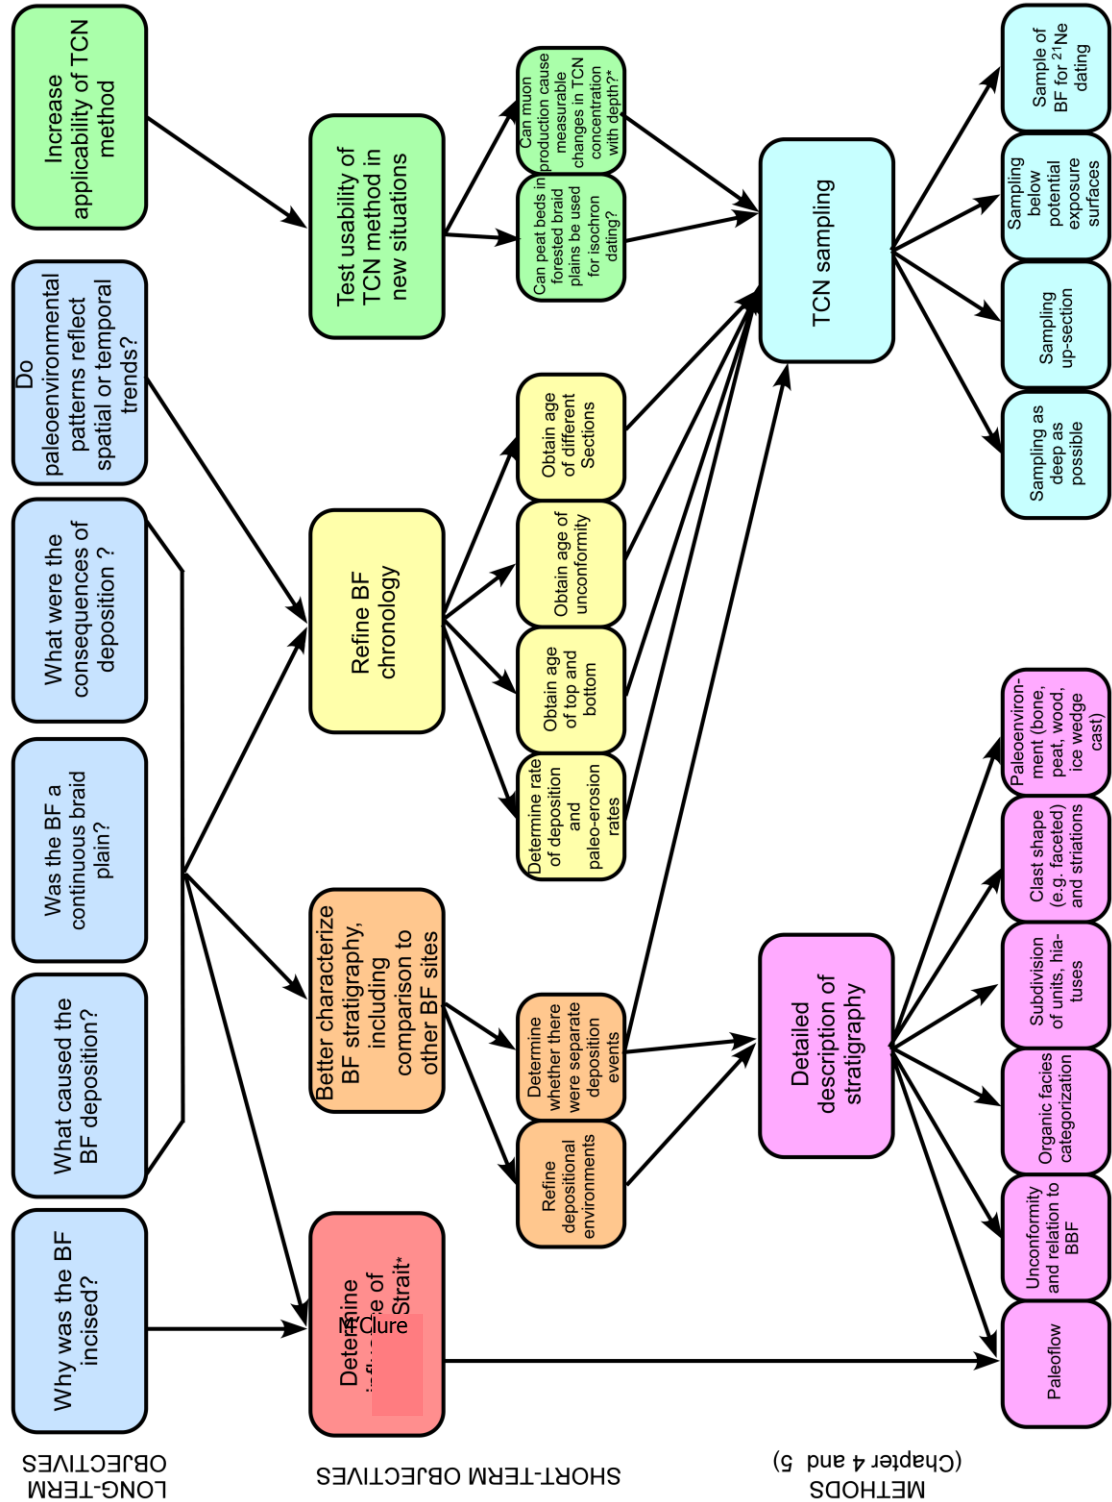 LONG-TERM
OBJECTIVES
Why was the BF
incised?
What caused the
BF deposition?
Was the BF a
continuous braid
plain?
What were the
consequences of
deposition ?
Do
paleoenvironmental
patterns reflect
spatial or temporal
trends?
Increase
applicability of TCN
method
SHORT-TERM OBJECTIVES
Determine
of
M'Clure Strait*
Better characterize
BF stratigraphy,
including
comparison to
other BF sites
Refine BF
chronology
Test usability of
TCN method in
new situations
Refine
depositional
environments
Determine
whether there
were separate
deposition
events
Determine rate
of deposition
and
paleo-erosion
rates
Obtain age
of top and
bottom
Obtain age of
unconformity
Obtain age
of different
Sections
Can peat beds in
forested braid
plains be used
for isochron
dating?
Can muon
production cause
measurable
changes in TCN
concentration
with depth?*
METHODS
(Chapter 4 and 5)
Detailed
description of
stratigraphy
TCN sampling
Paleoflow
Unconformity
and relation to
BBF
Organic facies
categorization
Subdivision
of units, hia-
tuses
Clast shape
(e.g. faceted)
and striations
Paleoenviron-
ment (bone,
peat, wood,
ice wedge
cast)
Sampling as
deep as
possible
Sampling
up-section
Sampling
below
potential
exposure
surfaces
Sample of
BF for ²¹Ne
dating